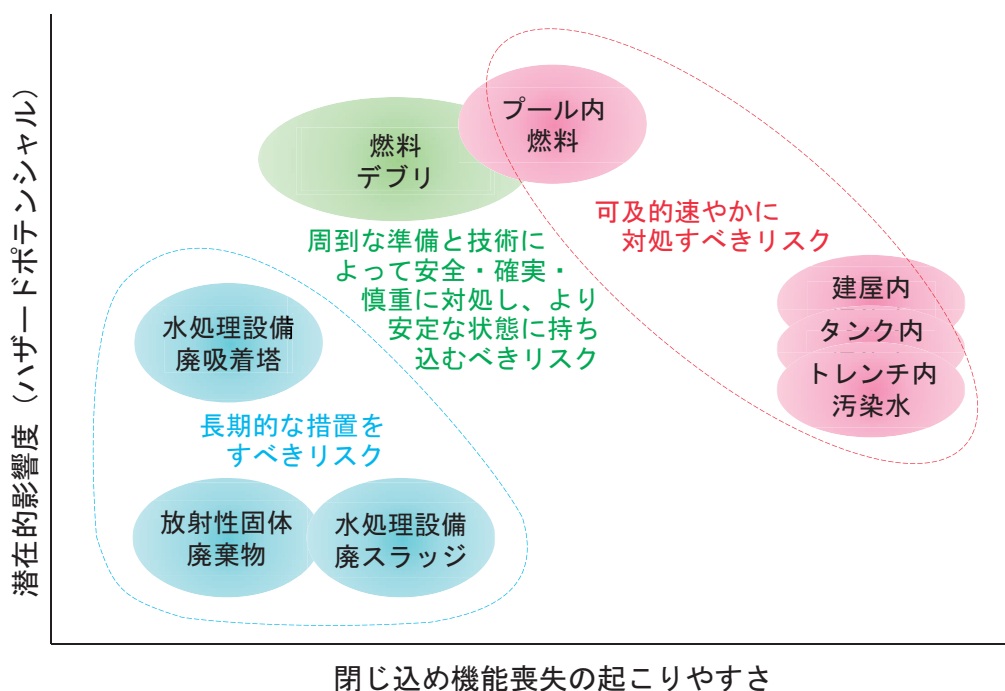 潜在的影響度（ハザードポテンシャル）
プール内
燃料
燃料
デブリ
可及的速やかに
対処すべきリスク
周到な準備と技術に
よって安全・確実・
慎重に対処し、より
安定な状態に持ち
込むべきリスク
建屋内
タンク内
トレンチ内
汚染水
水処理設備
廃吸着塔
長期的な措置を
すべきリスク
放射性固体
廃棄物
水処理設備
廃スラッジ
閉じ込め機能喪失の起こりやすさ